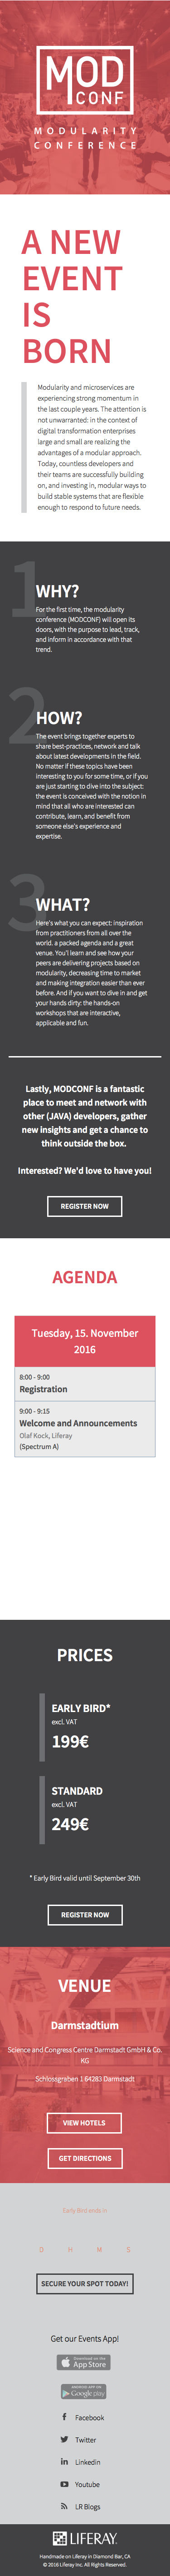 MOD
CONF
MODULARITY
CONFERENCE
A NEW
EVENT
IS
BORN
Modularity and microservices are
experiencing strong momentum in
the last couple years. The attention is
not unwarranted: in the context of
digital transformation enterprises
large and small are realizing the
advantages of a modular approach.
Today, countless developers and
their teams are successfully building
on, and investing in, modular ways to
build stable systems that are flexible
enough to respond to future needs.
1
WHY?
For the first time, the modularity
conference (MODCONF) will open its
doors, with the purpose to lead, track,
and inform in accordance with that
trend.
2
HOW?
The event brings together experts to
share best-practices, network and talk
about latest developments in the field.
No matter if these topics have been
interesting to you for some time, or if you
are just starting to dive into the subject:
the event is conceived with the notion in
mind that all who are interested can
contribute, learn, and benefit from
someone else's experience and
expertise.
3
WHAT?
Here's what you can expect: inspiration
from practitioners from all over the
world. a packed agenda and a great
venue. You'll learn and see how your
peers are delivering projects based on
modularity, decreasing time to market
and making integration easier than ever
before. And if you want to dive in and get
your hands dirty: the hands-on
workshops that are interactive,
applicable and fun.
Lastly, MODCONF is a fantastic
place to meet and network with
other (JAVA) developers, gather
new insights and get a chance to
think outside the box.
Interested? We'd love to have you!
REGISTER NOW
AGENDA
Tuesday, 15. November
2016
8:00 - 9:00
Registration
9:00 - 9:15
Welcome and Announcements
Olaf Kock, Liferay
(Spectrum A)
PRICES
EARLY BIRD*
excl. VAT
199€
STANDARD
excl. VAT
249€
* Early Bird valid until September 30th
REGISTER NOW
VENUE
Darmstadtium
Science and Congress Centre Darmstadt GmbH & Co.
KG
Schlossgraben 1 64283 Darmstadt
VIEW HOTELS
GET DIRECTIONS
Early Bird ends in
D H M S
SECURE YOUR SPOT TODAY!
Get our Events App!
Download on the
App Store
ANDROID APP ON
Google play
Facebook
Twitter
Linkedin
Youtube
LR Blogs
LIFERAY.
Handmade on Liferay in Diamond Bar, CA
© 2016 Liferay Inc. All Rights Reserved.